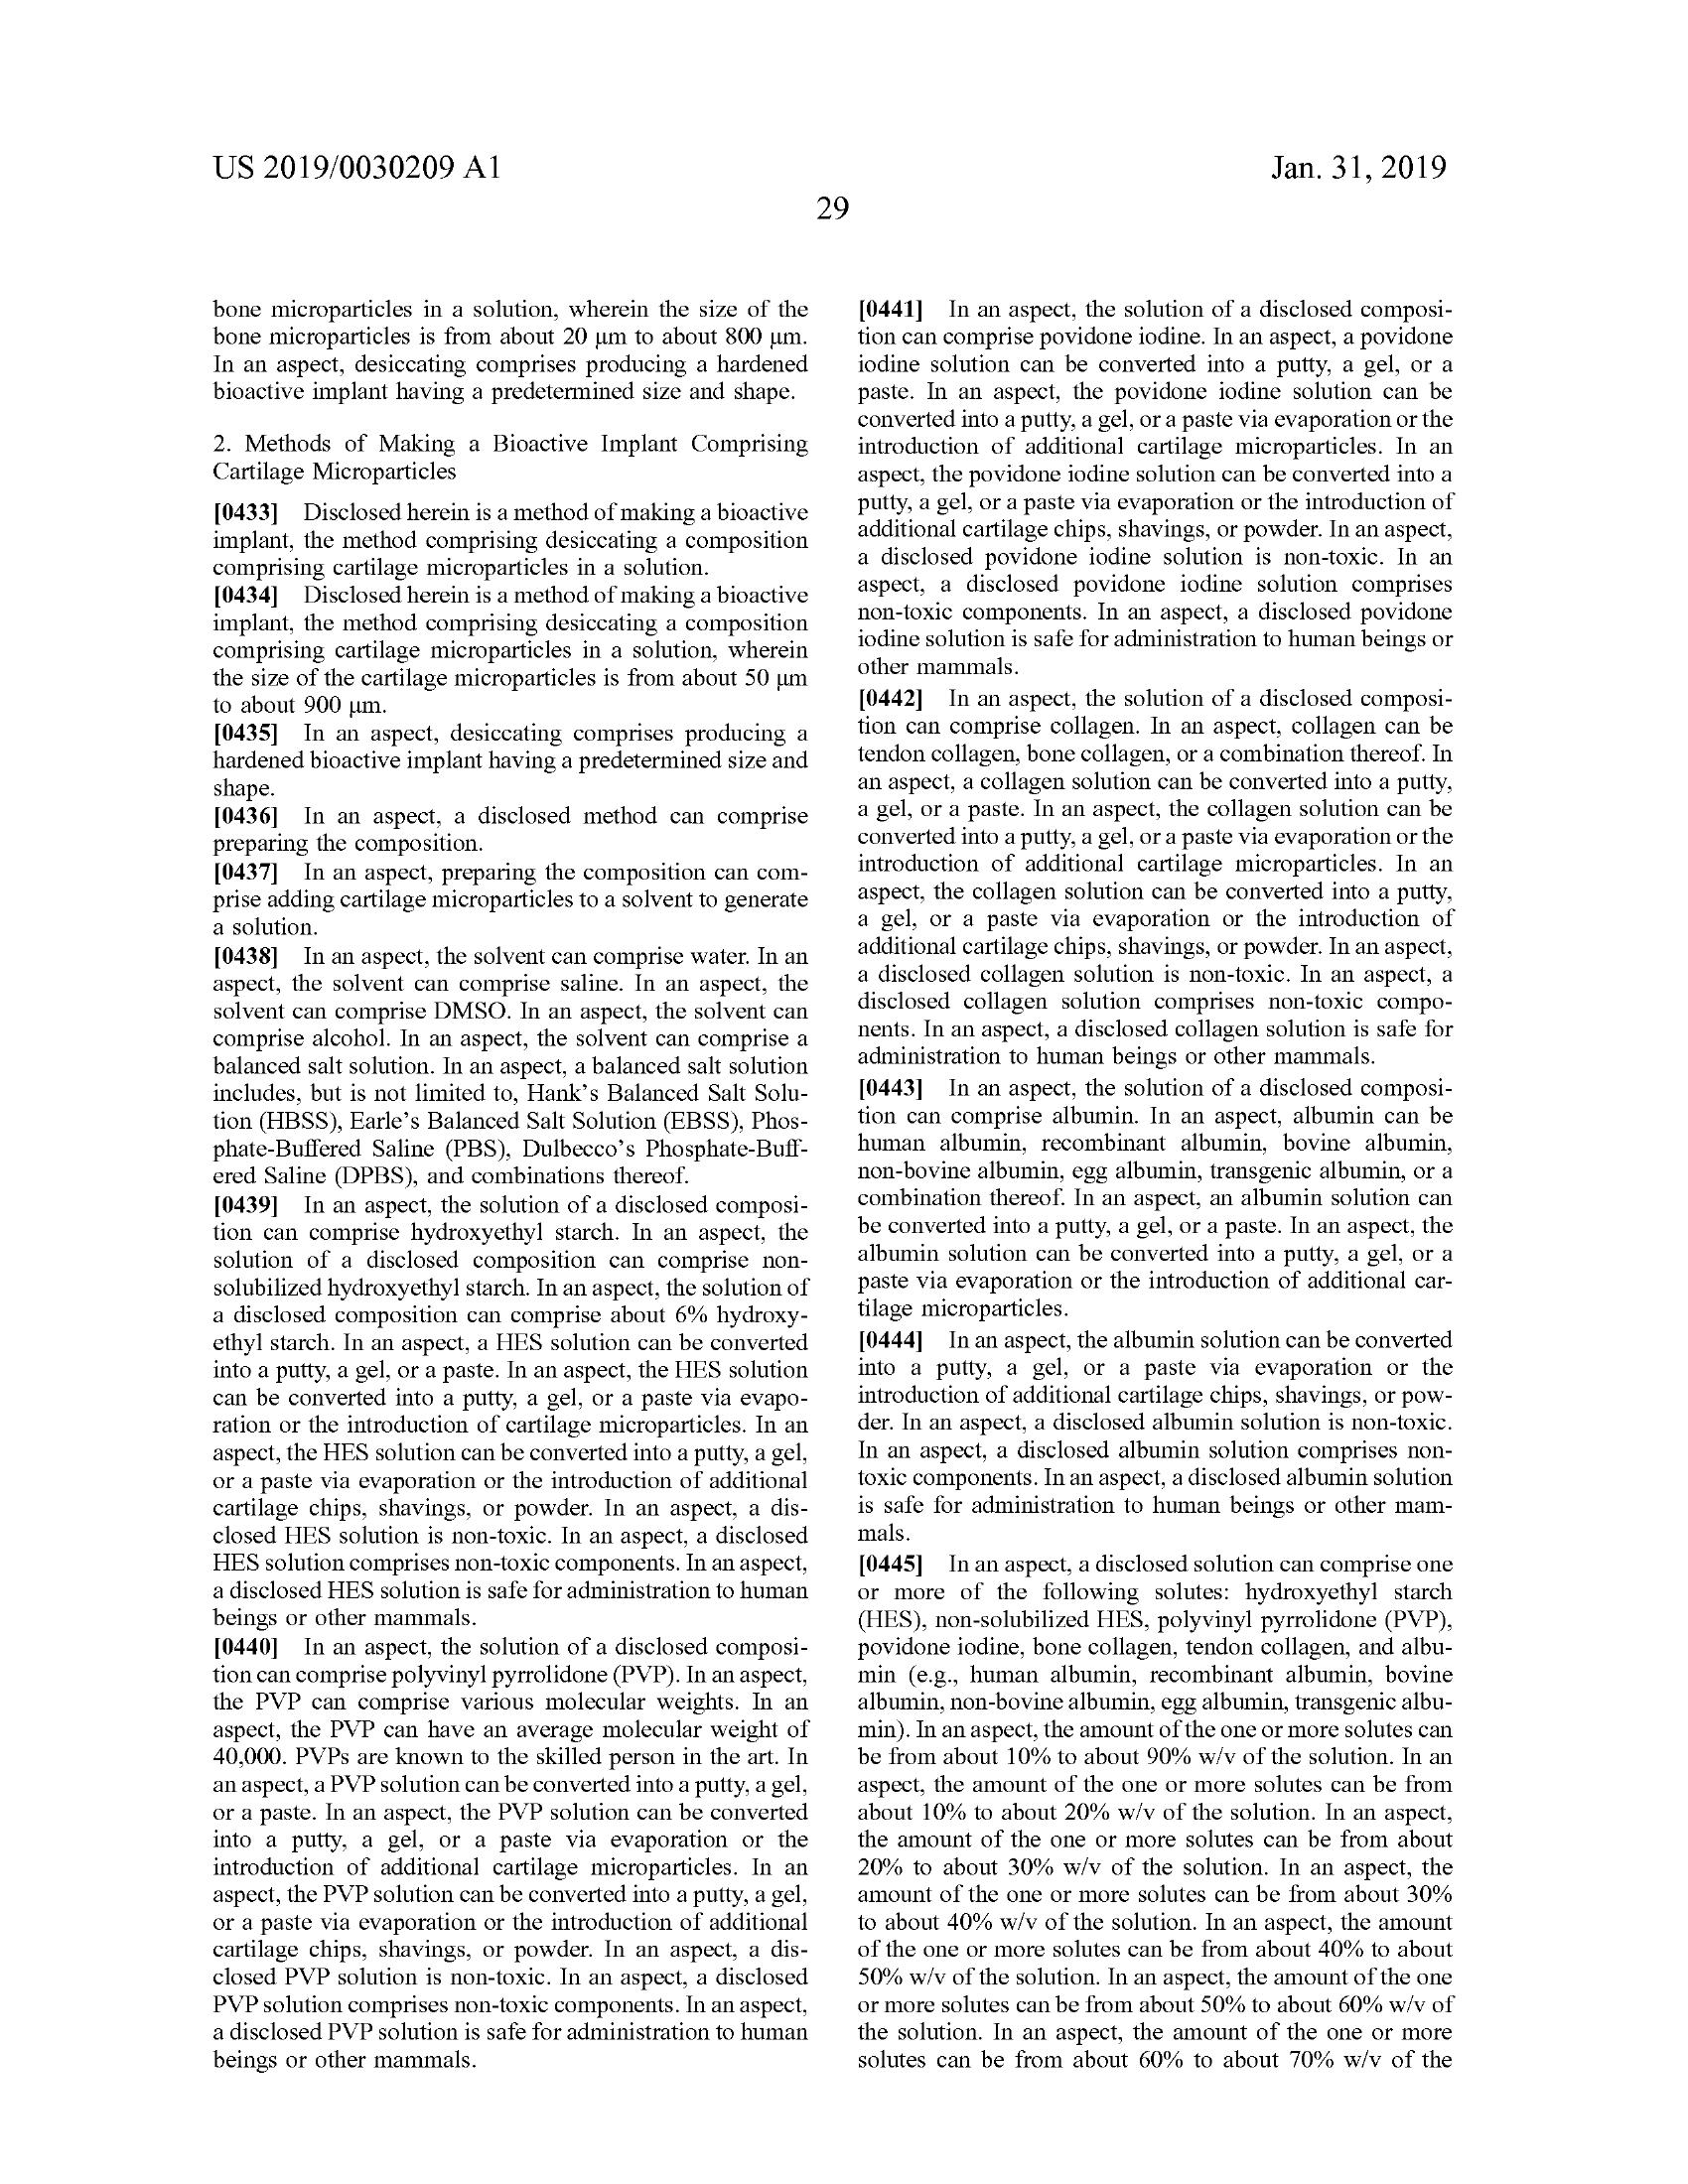 US 2019/0030209 A1
Jan. 31, 2019
29
bone microparticles in a solution, wherein the size of the
bone microparticles is from about 20 μm to about 800 μm.
In an aspect, desiccating comprises producing a hardened
bioactive implant having a predetermined size and shape.
2. Methods of Making a Bioactive Implant Comprising
Cartilage Microparticles
[0433] Disclosed herein is a method of making a bioactive
implant, the method comprising desiccating a composition
comprising cartilage microparticles in a solution.
[0434] Disclosed herein is a method of making a bioactive
implant, the method comprising desiccating a composition
comprising cartilage microparticles in a solution, wherein
the size of the cartilage microparticles is from about 50 μm
to about 900 μm.
[0435] In an aspect, desiccating comprises producing a
hardened bioactive implant having a predetermined size and
shape.
[0436] In an aspect, a disclosed method can comprise
preparing the composition.
[0437] In an aspect, preparing the composition can com-
prise adding cartilage microparticles to a solvent to generate
a solution.
[0438] In an aspect, the solvent can comprise water. In an
aspect, the solvent can comprise saline. In an aspect, the
solvent can comprise DMSO. In an aspect, the solvent can
comprise alcohol. In an aspect, the solvent can comprise a
balanced salt solution. In an aspect, a balanced salt solution
includes, but is not limited to, Hank's Balanced Salt Solu-
tion (HBSS), Earle's Balanced Salt Solution (EBSS), Phos-
phate-Buffered Saline (PBS), Dulbecco's Phosphate-Buff-
ered Saline (DPBS), and combinations thereof.
[0439] In an aspect, the solution of a disclosed composi-
tion can comprise hydroxyethyl starch. In an aspect, the
solution of a disclosed composition can comprise non-
solubilized hydroxyethyl starch. In an aspect, the solution of
a disclosed composition can comprise about 6% hydroxy-
ethyl starch. In an aspect, a HES solution can be converted
into a putty, a gel, or a paste. In an aspect, the HES solution
can be converted into a putty, a gel, or a paste via evapo-
ration or the introduction of cartilage microparticles. In an
aspect, the HES solution can be converted into a putty, a gel,
or a paste via evaporation or the introduction of additional
cartilage chips, shavings, or powder. In an aspect, a dis-
closed HES solution is non-toxic. In an aspect, a disclosed
HES solution comprises non-toxic components. In an aspect,
a disclosed HES solution is safe for administration to human
beings or other mammals.
[0440] In an aspect, the solution of a disclosed composi-
tion can comprise polyvinyl pyrrolidone (PVP). In an aspect,
the PVP can comprise various molecular weights. In an
aspect, the PVP can have an average molecular weight of
40,000. PVPs are known to the skilled person in the art. In
an aspect, a PVP solution can be converted into a putty, a gel,
or a paste. In an aspect, the PVP solution can be converted
into a putty, a gel, or a paste via evaporation or the
introduction of additional cartilage microparticles. In an
aspect, the PVP solution can be converted into a putty, a gel,
or a paste via evaporation or the introduction of additional
cartilage chips, shavings, or powder. In an aspect, a dis-
closed PVP solution is non-toxic. In an aspect, a disclosed
PVP solution comprises non-toxic components. In an aspect,
a disclosed PVP solution is safe for administration to human
beings or other mammals.
[0441] In an aspect, the solution of a disclosed composi-
tion can comprise povidone iodine. In an aspect, a povidone
iodine solution can be converted into a putty, a gel, or a
paste. In an aspect, the povidone iodine solution can be
converted into a putty, a gel, or a paste via evaporation or the
introduction of additional cartilage microparticles. In an
aspect, the povidone iodine solution can be converted into a
putty, a gel, or a paste via evaporation or the introduction of
additional cartilage chips, shavings, or powder. In an aspect,
a disclosed povidone iodine solution is non-toxic. In an
aspect, a disclosed povidone iodine solution comprises
non-toxic components. In an aspect, a disclosed povidone
iodine solution is safe for administration to human beings or
other mammals.
[0442] In an aspect, the solution of a disclosed composi-
tion can comprise collagen. In an aspect, collagen can be
tendon collagen, bone collagen, or a combination thereof. In
an aspect, a collagen solution can be converted into a putty,
a gel, or a paste. In an aspect, the collagen solution can be
converted into a putty, a gel, or a paste via evaporation or the
introduction of additional cartilage microparticles. In an
aspect, the collagen solution can be converted into a putty,
a gel, or a paste via evaporation or the introduction of
additional cartilage chips, shavings, or powder. In an aspect,
a disclosed collagen solution is non-toxic. In an aspect, a
disclosed collagen solution comprises non-toxic compo-
nents. In an aspect, a disclosed collagen solution is safe for
administration to human beings or other mammals.
[0443] In an aspect, the solution of a disclosed composi-
tion can comprise albumin. In an aspect, albumin can be
human albumin, recombinant albumin, bovine albumin,
non-bovine albumin, egg albumin, transgenic albumin, or a
combination thereof. In an aspect, an albumin solution can
be converted into a putty, a gel, or a paste. In an aspect, the
albumin solution can be converted into a putty, a gel, or a
paste via evaporation or the introduction of additional car-
tilage microparticles.
[0444] In an aspect, the albumin solution can be converted
into a putty, a gel, or a paste via evaporation or the
introduction of additional cartilage chips, shavings, or pow-
der. In an aspect, a disclosed albumin solution is non-toxic.
In an aspect, a disclosed albumin solution comprises non-
toxic components. In an aspect, a disclosed albumin solution
is safe for administration to human beings or other mam-
mals.
[0445] In an aspect, a disclosed solution can comprise one
or more of the following solutes: hydroxyethyl starch
(HES), non-solubilized HES, polyvinyl pyrrolidone (PVP),
povidone iodine, bone collagen, tendon collagen, and albu-
min (e.g., human albumin, recombinant albumin, bovine
albumin, non-bovine albumin, egg albumin, transgenic albu-
min). In an aspect, the amount of the one or more solutes can
be from about 10% to about 90% w/v of the solution. In an
aspect, the amount of the one or more solutes can be from
about 10% to about 20% w/v of the solution. In an aspect,
the amount of the one or more solutes can be from about
20% to about 30% w/v of the solution. In an aspect, the
amount of the one or more solutes can be from about 30%
to about 40% w/v of the solution. In an aspect, the amount
of the one or more solutes can be from about 40% to about
50% w/v of the solution. In an aspect, the amount of the one
or more solutes can be from about 50% to about 60% w/v of
the solution. In an aspect, the amount of the one or more
solutes can be from about 60% to about 70% w/v of the